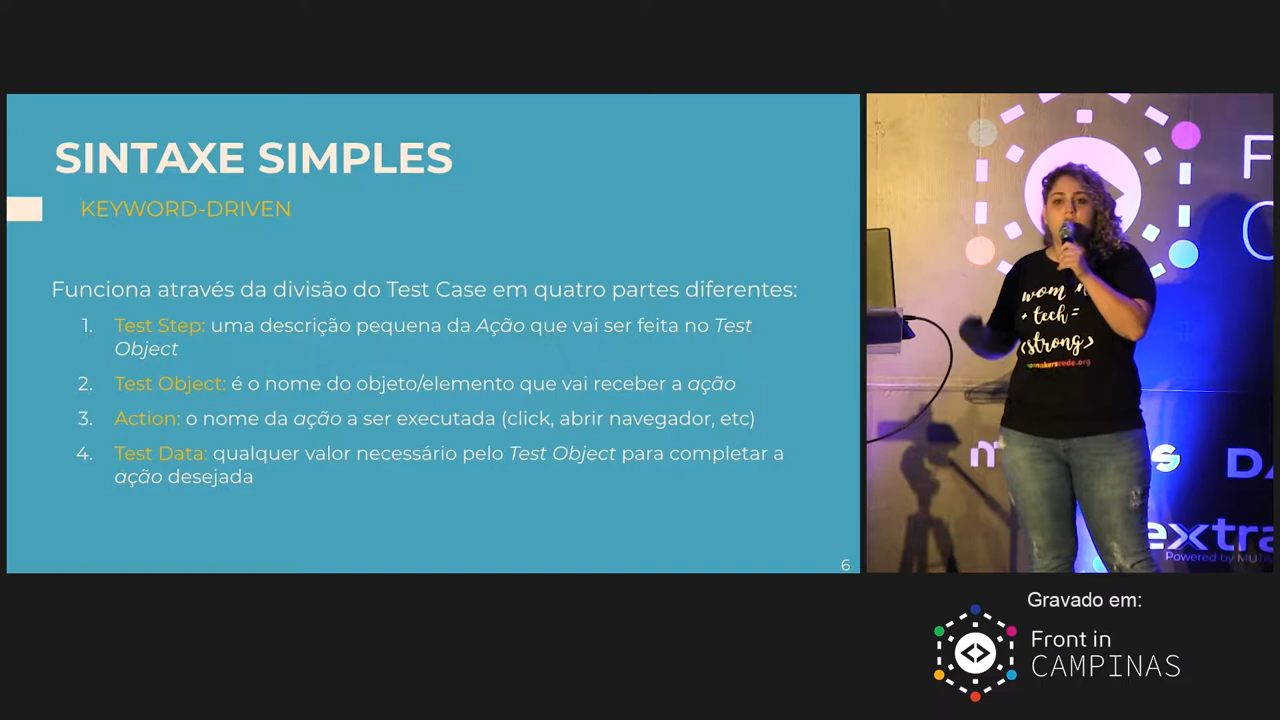 SINTAXE SIMPLES
KEYWORD-DRIVEN
Funciona através da divisão do Test Case em quatro partes diferentes:
1. Test Step: uma descrição pequena da Ação que vai ser feita no Test
Object
2. Test Object: é o nome do objeto/elemento que vai receber a ação
3. Action: o nome da ação a ser executada (click, abrir navegador, etc)
4. Test Data: qualquer valor necessário pelo Test Object para completar a
ação desejada
6
+ tech =
<strong>
extra
Powered by
Gravado em:
Front in
CAMPINAS